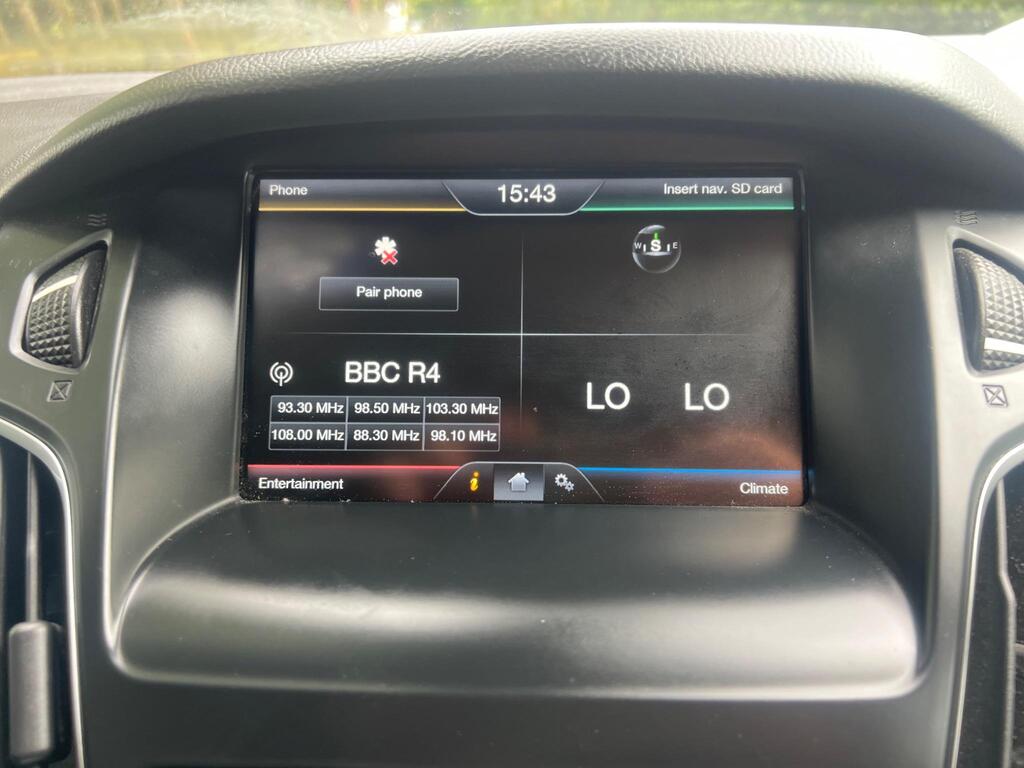 Phone
15:43
Insert nav. SD card
W S E
Pair phone
BBC R4
93.30 MHz 98.50 MHz 103.30 MHz
108.00 MHz 88.30 MHz 98.10 MHz
LO LO
Entertainment
i
Climate